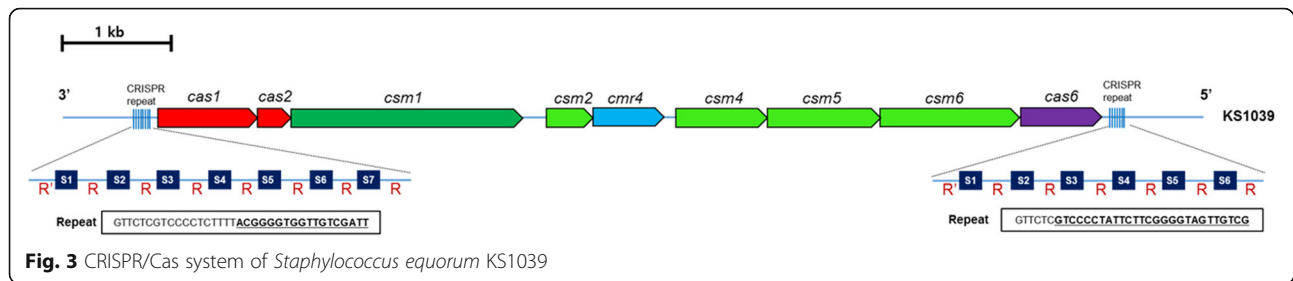 1 kb
3'
CRISPR
repeat
cas1 cas2 csm1 csm2 cmr4 csm4 csm5 csm6 cas6
CRISPR
repeat
5'
KS1039
S1 S2 S3 S4 S5 S6 S7
R' R R R R R R R
Repeat GTTCTCGTCCCCTCTTTTACGGGGTGGTTGTCGATT
S1 S2 S3 S4 S5 S6
R' R R R R R R
Repeat GTTCTCGTCCCCTATTCTTCGGGGTAGTTGTCG
Fig. 3 CRISPR/Cas system of Staphylococcus equorum KS1039